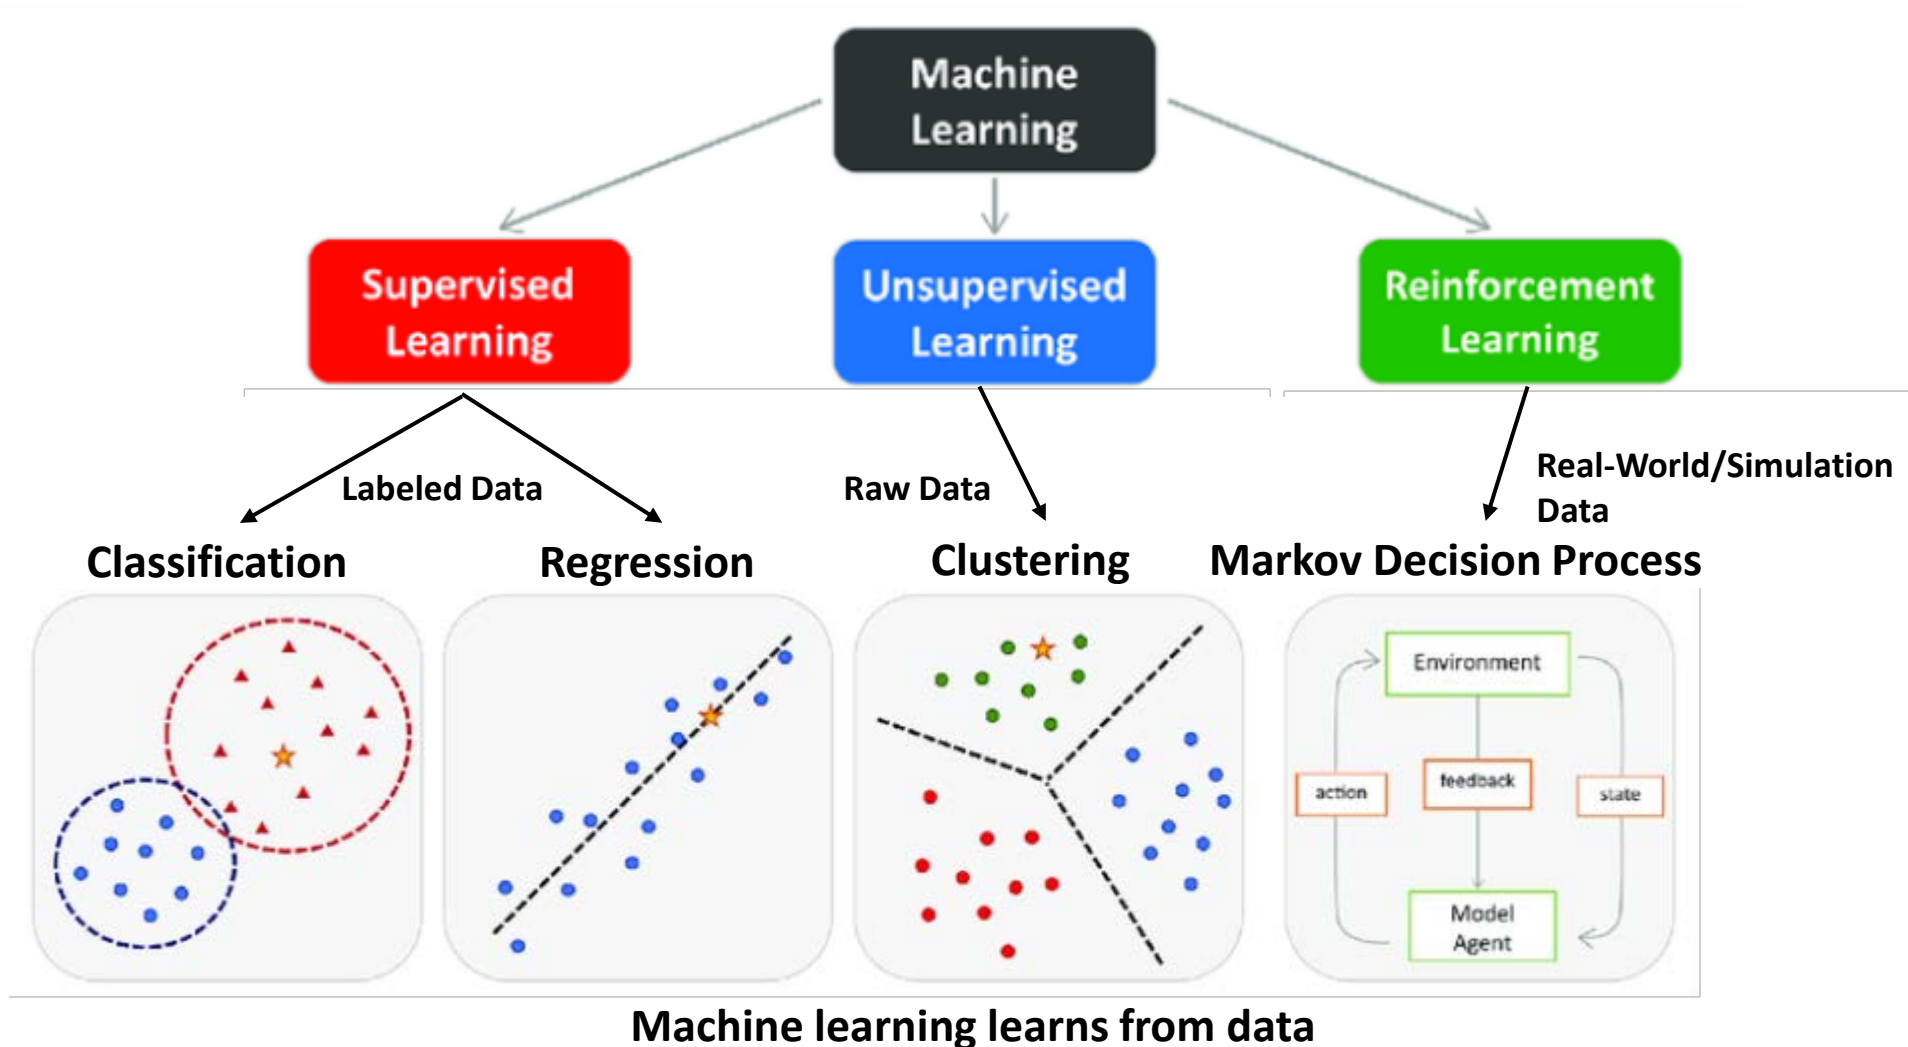 Machine
Learning
Supervised
Learning
Unsupervised
Learning
Reinforcement
Learning
Labeled Data
Raw Data
Real-World/Simulation
Data
Classification
Regression
Clustering
Markov Decision Process
Environment
action
feedback
state
Model
Agent
Machine learning learns from data